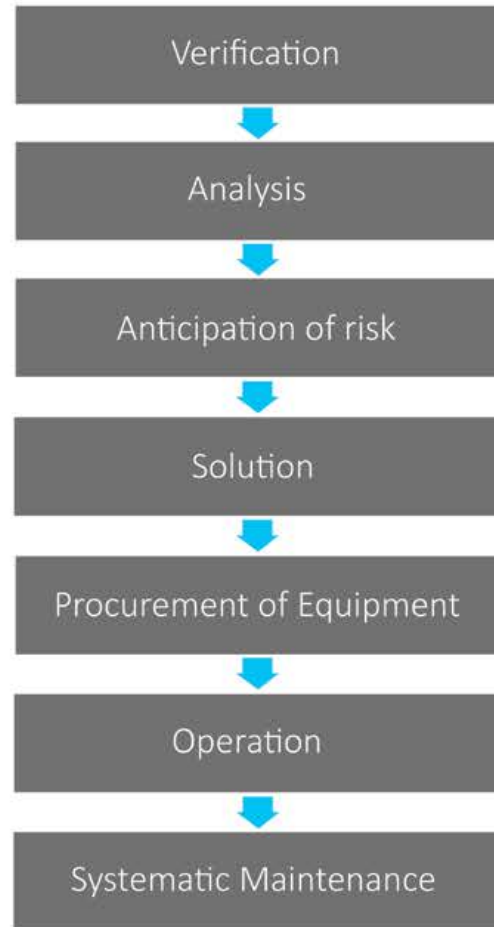 Verification
Analysis
Anticipation of risk
Solution
Procurement of Equipment
Operation
Systematic Maintenance